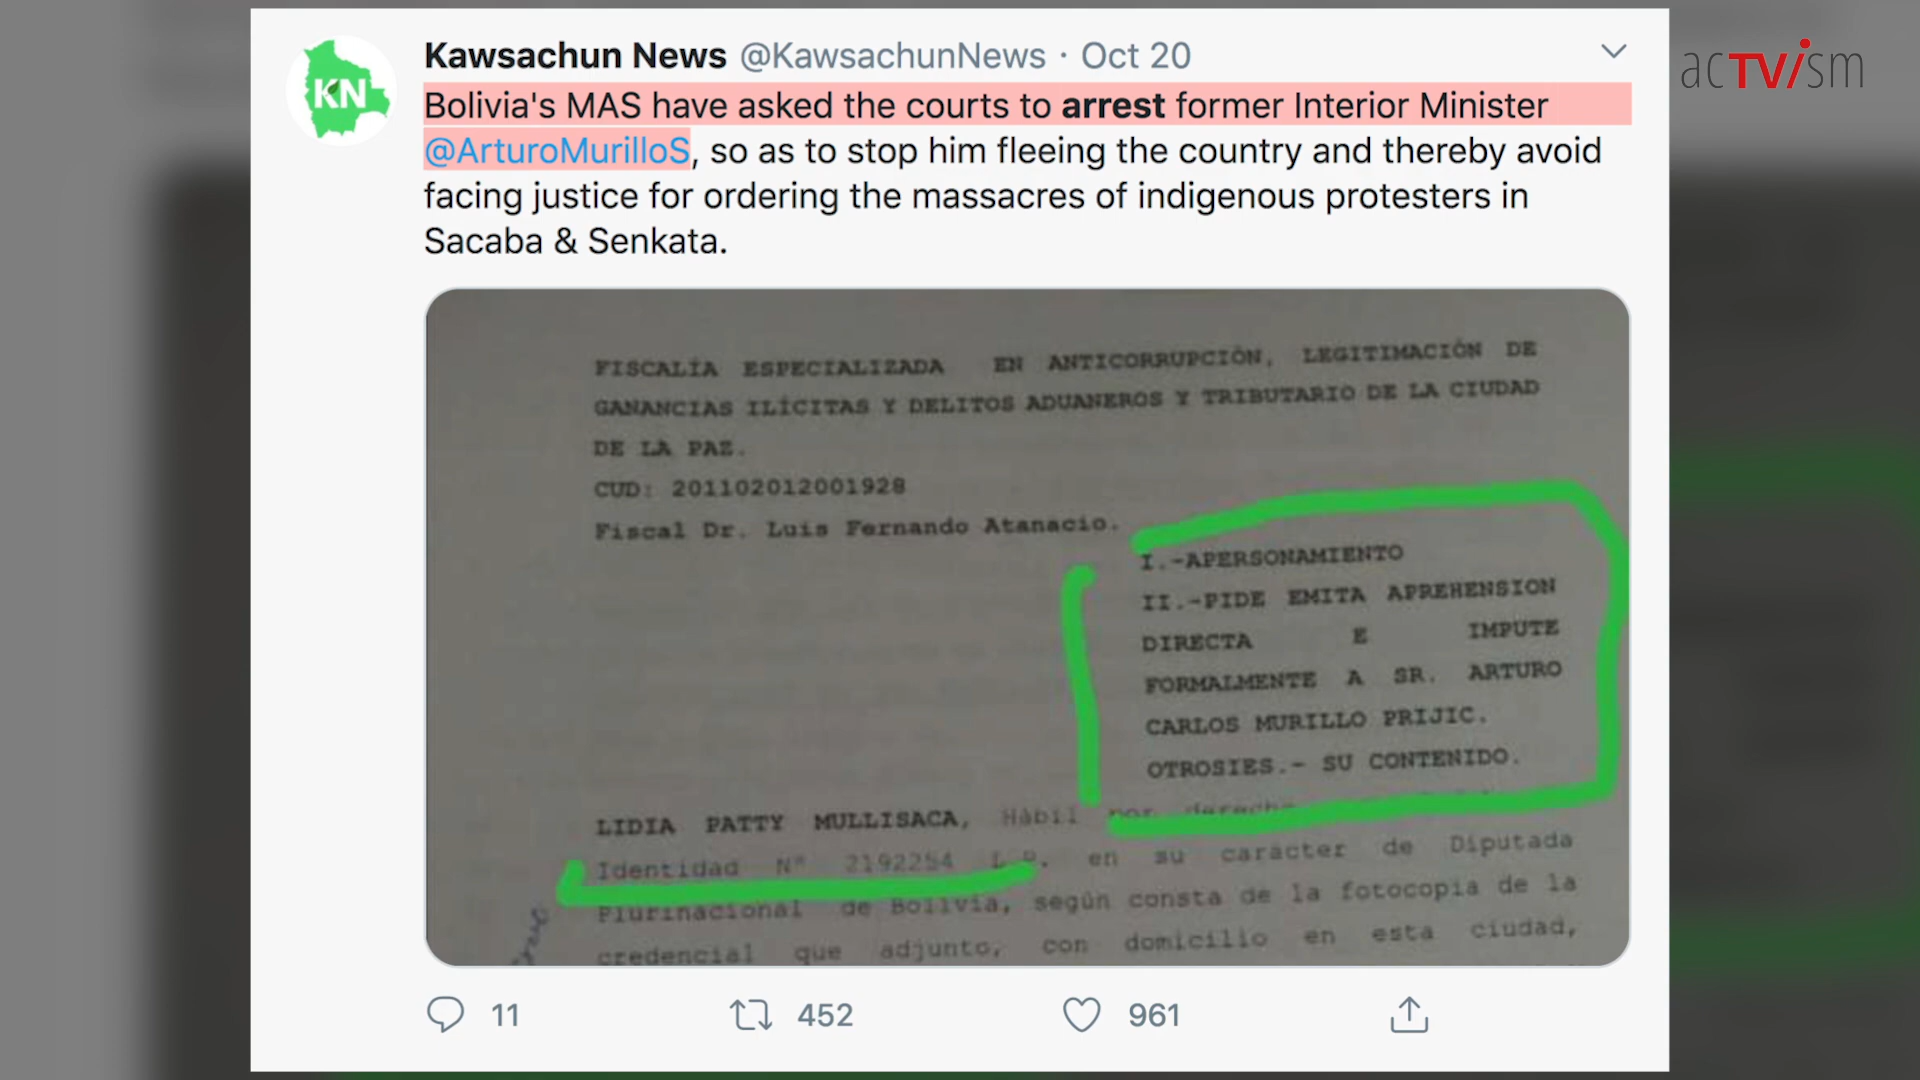 Kawsachun News @KawsachunNews · Oct 20
acTVism
KN
Bolivia's MAS have asked the courts to arrest former Interior Minister
@ArturoMurilloS, so as to stop him fleeing the country and thereby avoid
facing justice for ordering the massacres of indigenous protesters in
Sacaba & Senkata.
FISCALÍA ESPECIALIZADA EN ANTICORRUPCIÓN, LEGITIMACIÓN DE
GANANCIAS ILÍCITAS Y DELITOS ADUANEROS Y TRIBUTARIO DE LA CIUDAD
DE LA PAZ.
CUD: 201102012001928
Fiscal Dr. Luis Fernando Atanacio.
I.-APERSONAMIENTO
II.-PIDE EMITA APREHENSION
DIRECTA E IMPUTE
FORMALMENTE A SR. ARTURO
CARLOS MURILLO PRIJIC.
OTROSIES.- SU CONTENIDO.
LIDIA PATTY MULLISACA, Hábil por derecho
Identidad N° 2192254 L.P. en su carácter de Diputada
Plurinacional de Bolivia, según consta de la fotocopia de la
credencial que adjunto, con domicilio en esta ciudad,
11 452 961